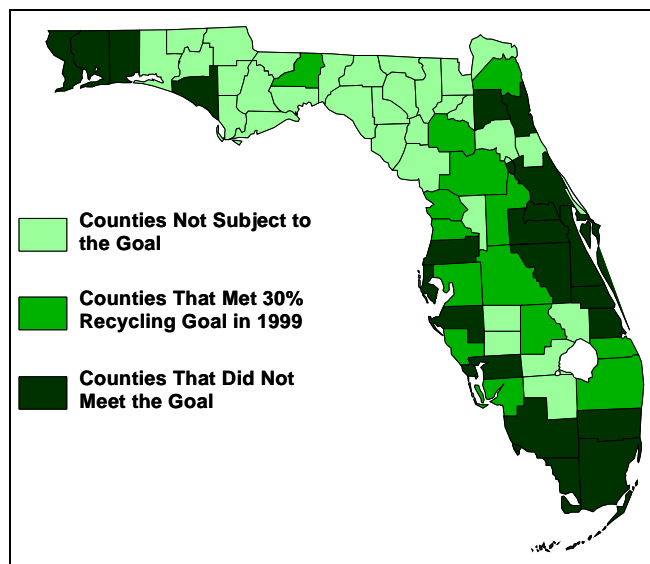 Counties Not Subject to
the Goal
Counties That Met 30%
Recycling Goal in 1999
Counties That Did Not
Meet the Goal